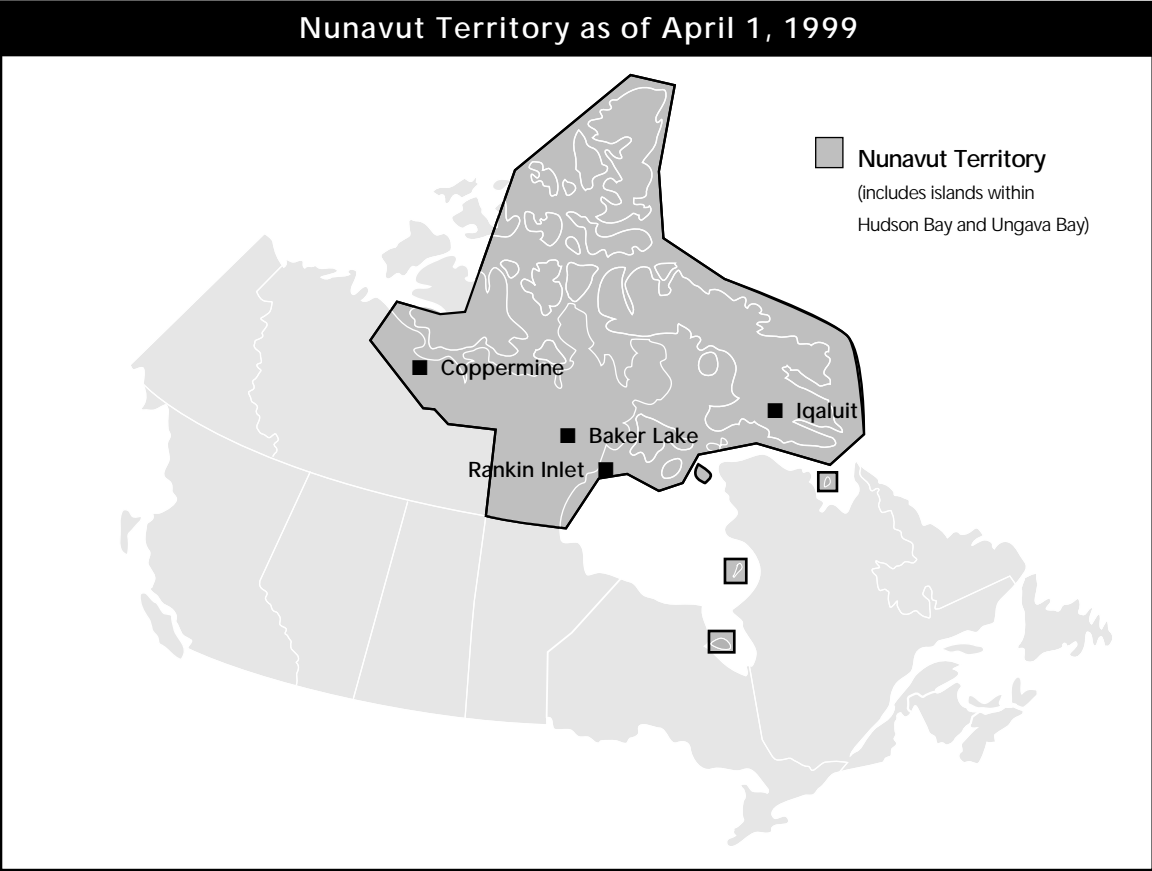 Nunavut Territory as of April 1, 1999
Nunavut Territory
(includes islands within
Hudson Bay and Ungava Bay)
Coppermine
Iqaluit
Baker Lake
Rankin Inlet